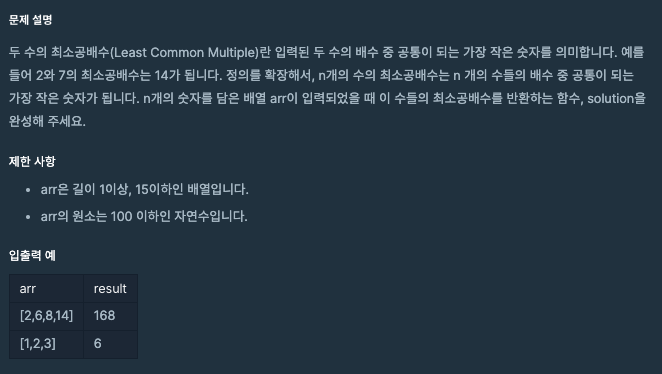 문제 설명
두 수의 최소공배수(Least Common Multiple)란 입력된 두 수의 배수 중 공통이 되는 가장 작은 숫자를 의미합니다. 예를
들어 2와 7의 최소공배수는 14가 됩니다. 정의를 확장해서, n개의 수의 최소공배수는 n 개의 수들의 배수 중 공통이 되는
가장 작은 숫자가 됩니다. n개의 숫자를 담은 배열 arr이 입력되었을 때 이 수들의 최소공배수를 반환하는 함수, solution을
완성해 주세요.
제한 사항
• arr은 길이 1이상, 15이하인 배열입니다.
• arr의 원소는 100 이하인 자연수입니다.
입출력 예
arr result
[2,6,8,14] 168
[1,2,3] 6